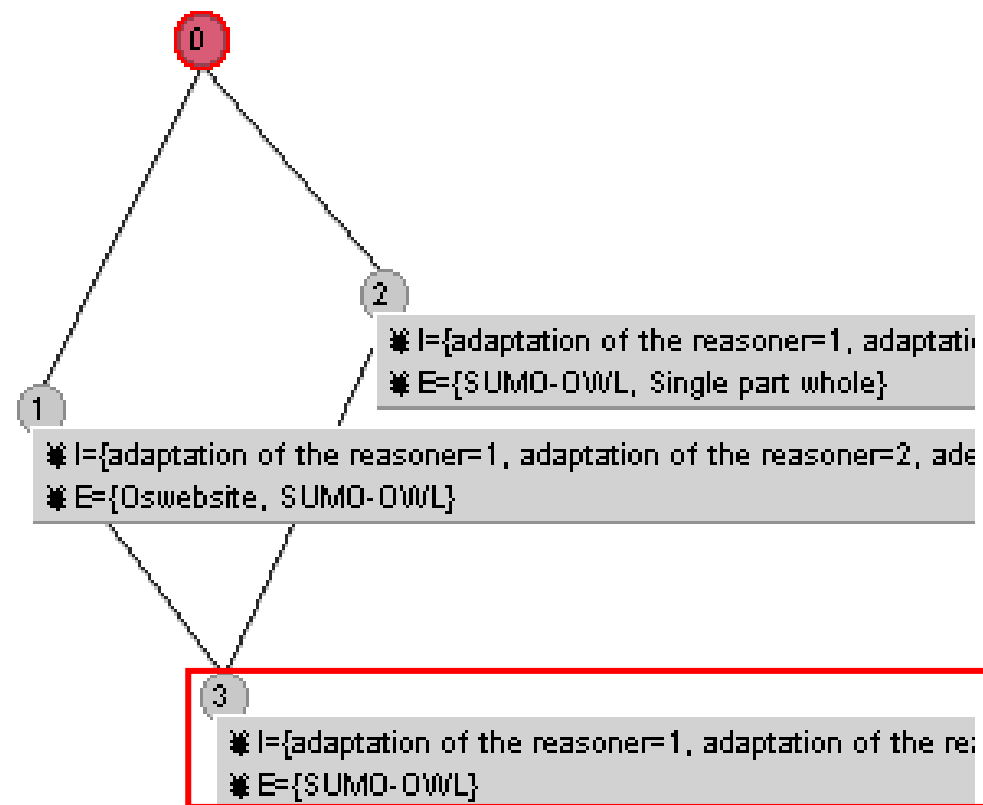 0
2
✱ I={adaptation of the reasoner=1, adaptati
✱ E={SUMO-OWL, Single part whole}
1
✱ I={adaptation of the reasoner=1, adaptation of the reasoner=2, ade
✱ E={Oswebsite, SUMO-OWL}
3
✱ I={adaptation of the reasoner=1, adaptation of the rea
✱ E={SUMO-OWL}